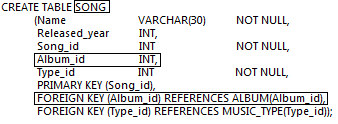 CREATE TABLE SONG
(Name VARCHAR(30) NOT NULL,
Released_year INT,
Song_id INT NOT NULL,
Album_id INT,
Type_id INT NOT NULL,
PRIMARY KEY (Song_id),
FOREIGN KEY (Album_id) REFERENCES ALBUM(Album_id),
FOREIGN KEY (Type_id) REFERENCES MUSIC_TYPE(Type_id));